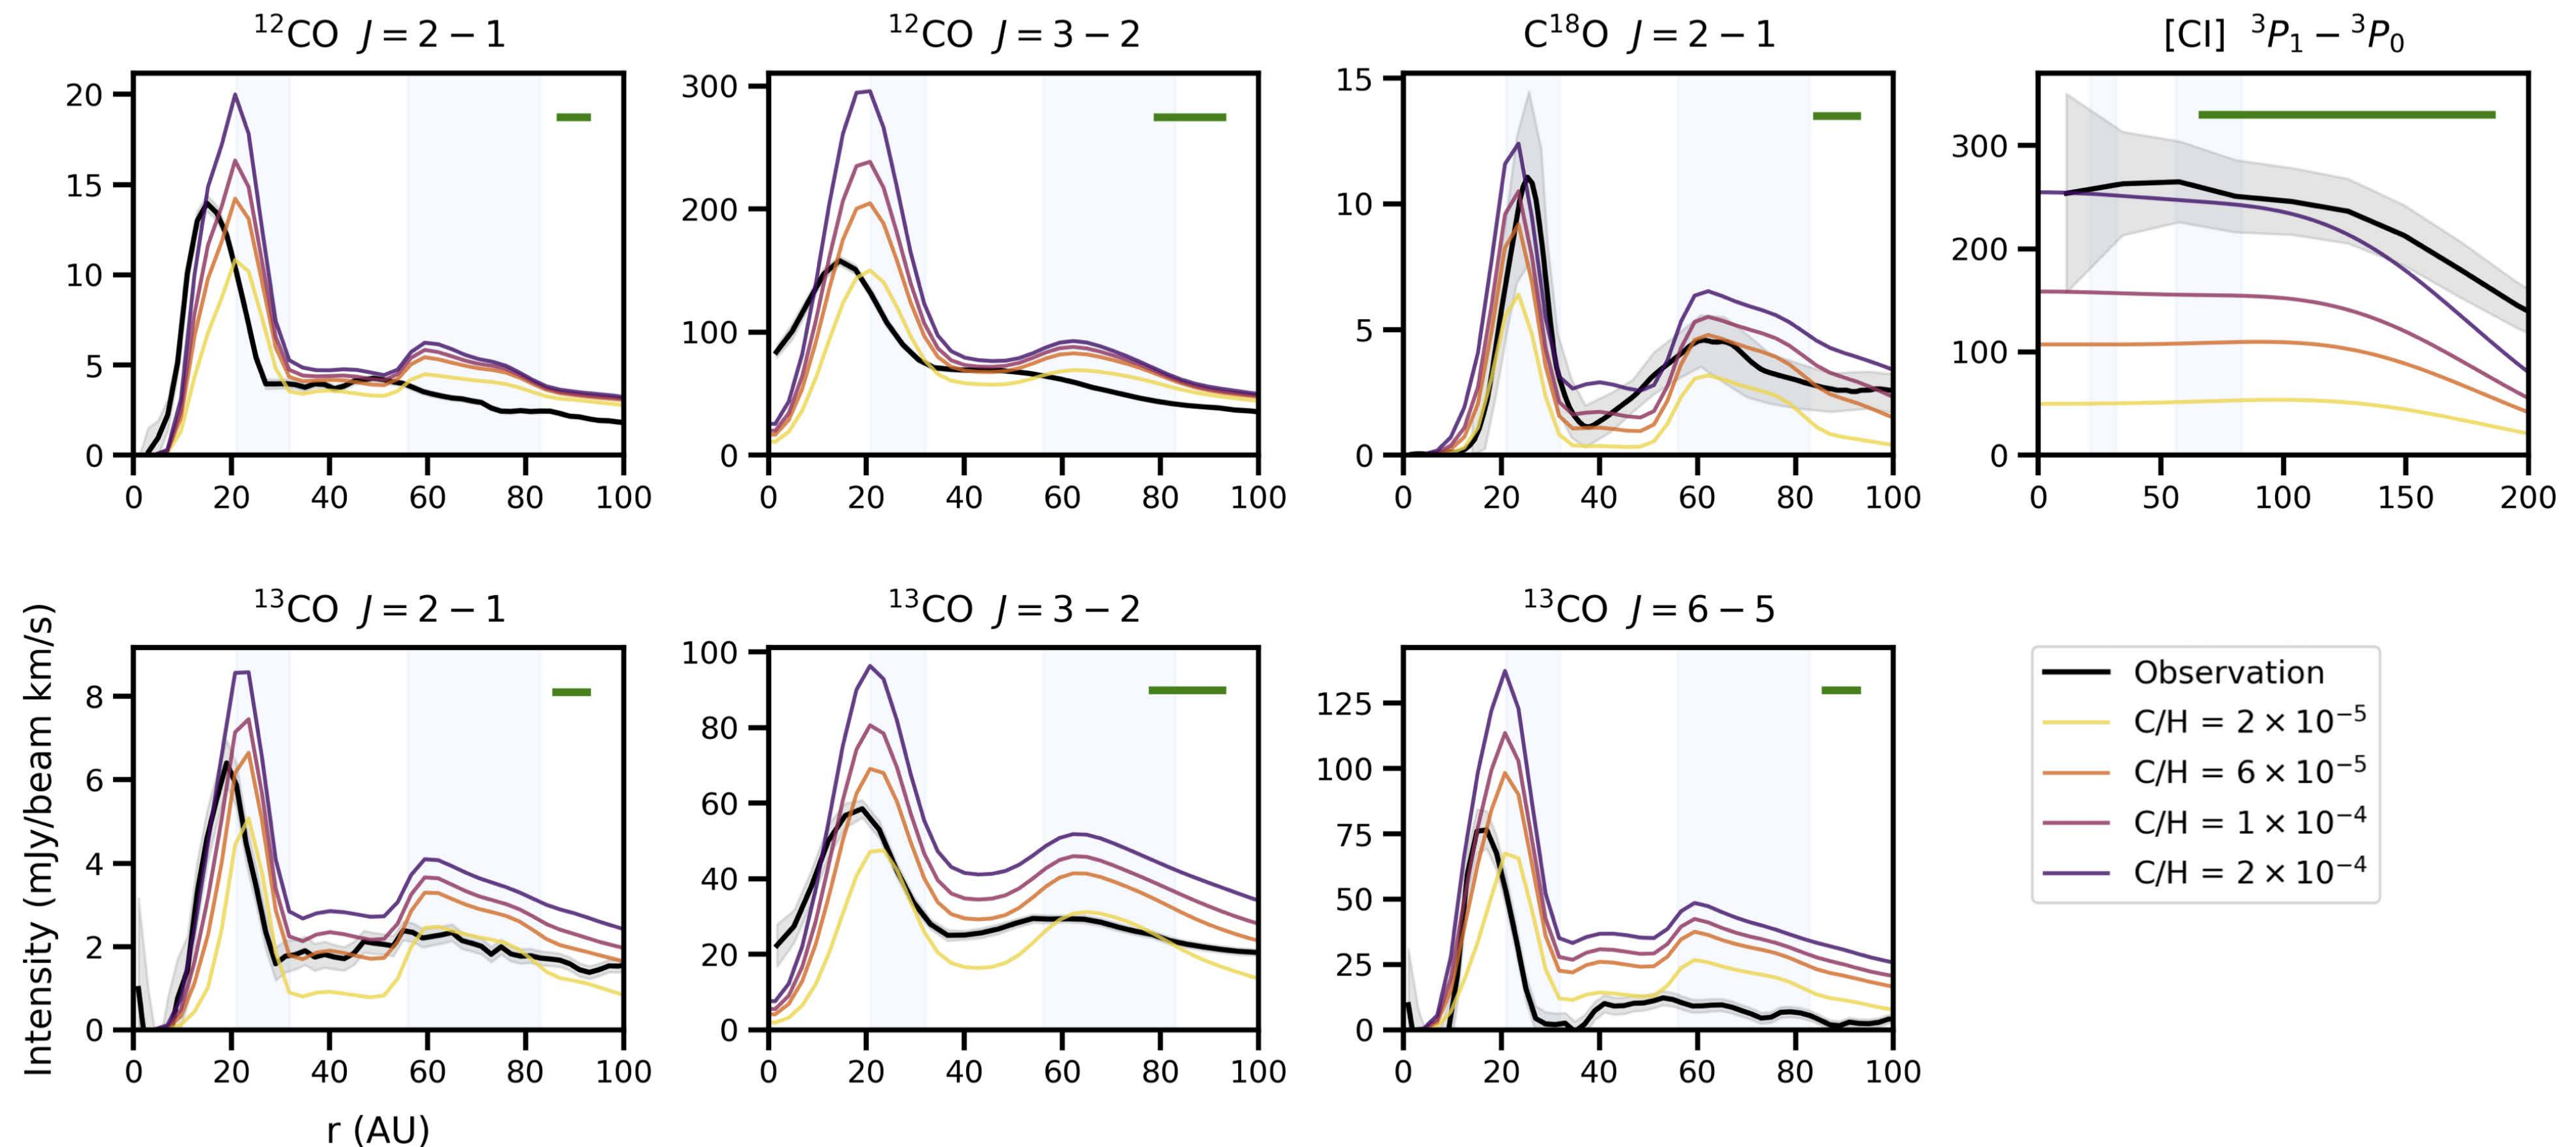 ¹²CO J = 2 − 1
¹²CO J = 3 − 2
C¹⁸O J = 2 − 1
[CI] ³P₁ − ³P₀
20
15
10
5
0
0 20 40 60 80 100
300
200
100
0
0 20 40 60 80 100
15
10
5
0
0 20 40 60 80 100
300
200
100
0
0 50 100 150 200
¹³CO J = 2 − 1
¹³CO J = 3 − 2
¹³CO J = 6 − 5
Intensity (mJy/beam km/s)
8
6
4
2
0
0 20 40 60 80 100
r (AU)
100
80
60
40
20
0
0 20 40 60 80 100
125
100
75
50
25
0
0 20 40 60 80 100
Observation
C/H = 2 × 10⁻⁵
C/H = 6 × 10⁻⁵
C/H = 1 × 10⁻⁴
C/H = 2 × 10⁻⁴